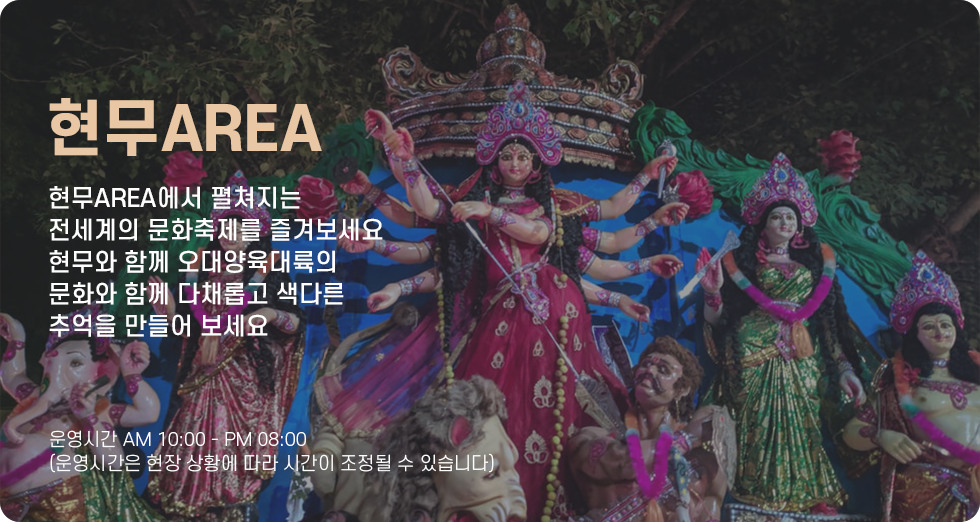 현무AREA
현무AREA에서 펼쳐지는
전세계의 문화축제를 즐겨보세요
현무와 함께 오대양육대륙의
문화와 함께 다채롭고 색다른
추억을 만들어 보세요
운영시간 AM 10:00 - PM 08:00
(운영시간은 현장 상황에 따라 시간이 조정될 수 있습니다)